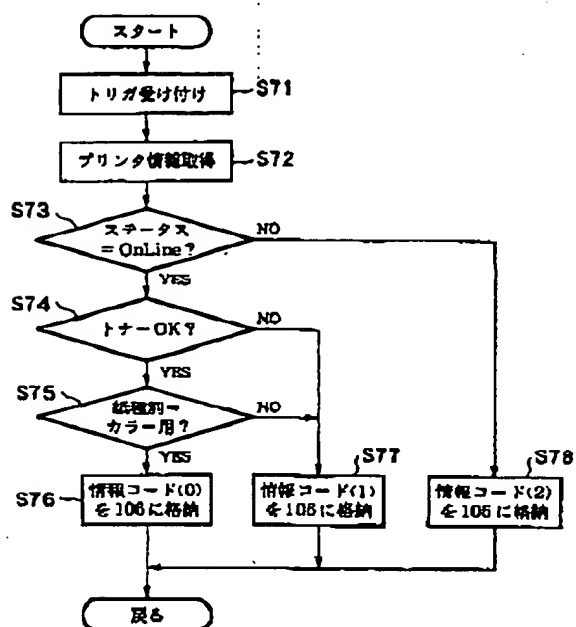 スタート
トリガ受け付け
S71
プリンタ情報取得
S72
S73
ステータス
= OnLine?
NO
YES
S74
トナーOK?
NO
YES
S75
紙種別=
カラー用?
NO
YES
S76
情報コード(0)
を106に格納
S77
情報コード(1)
を106に格納
S78
情報コード(2)
を106に格納
戻る